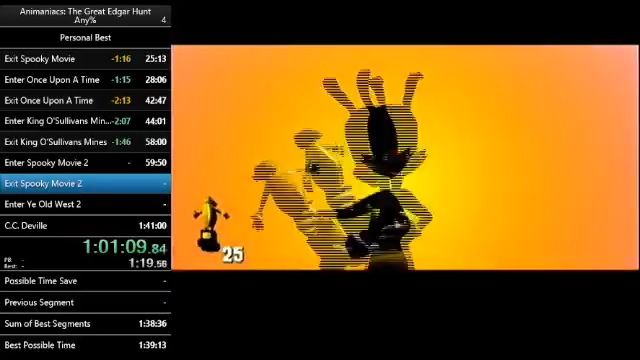 Animaniacs: The Great Edgar Hunt
Any% 4
Personal Best
Exit Spooky Movie -1:16 25:13
Enter Once Upon A Time -1:15 28:06
Exit Once Upon A Time -2:13 42:47
Enter King O'Sullivans Min... -2:07 44:01
Exit King O'Sullivans Mines -1:46 58:00
Enter Spooky Movie 2 - 59:50
Exit Spooky Movie 2 -
Enter Ye Old West 2 -
C.C. Deville 1:41:00
1:01:09.84
PB: -
Best: - 1:19.56
Possible Time Save -
Previous Segment -
Sum of Best Segments 1:38:36
Best Possible Time 1:39:13
25